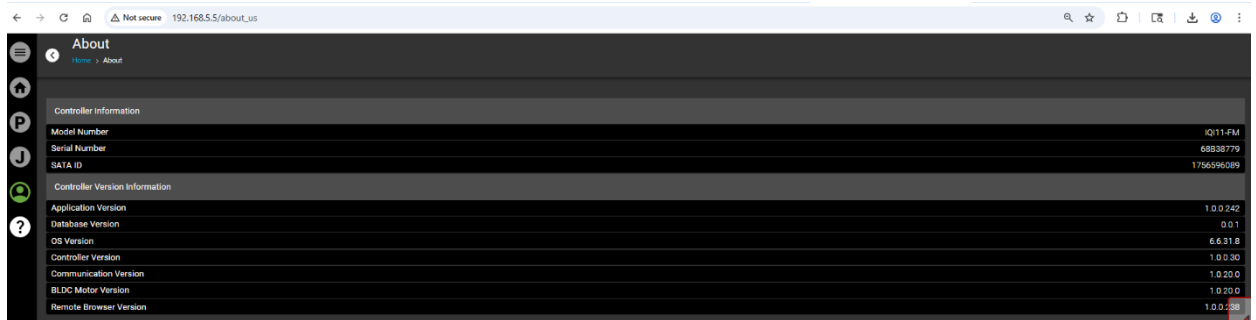 Not secure 192.168.5.5/about_us
About
Home > About
P
J
?
Controller Information
Model Number IQI11-FM
Serial Number 68B38779
SATA ID 1756596089
Controller Version Information
Application Version 1.0.0.242
Database Version 0.0.1
OS Version 6.6.31.8
Controller Version 1.0.0.30
Communication Version 1.0.20.0
BLDC Motor Version 1.0.20.0
Remote Browser Version